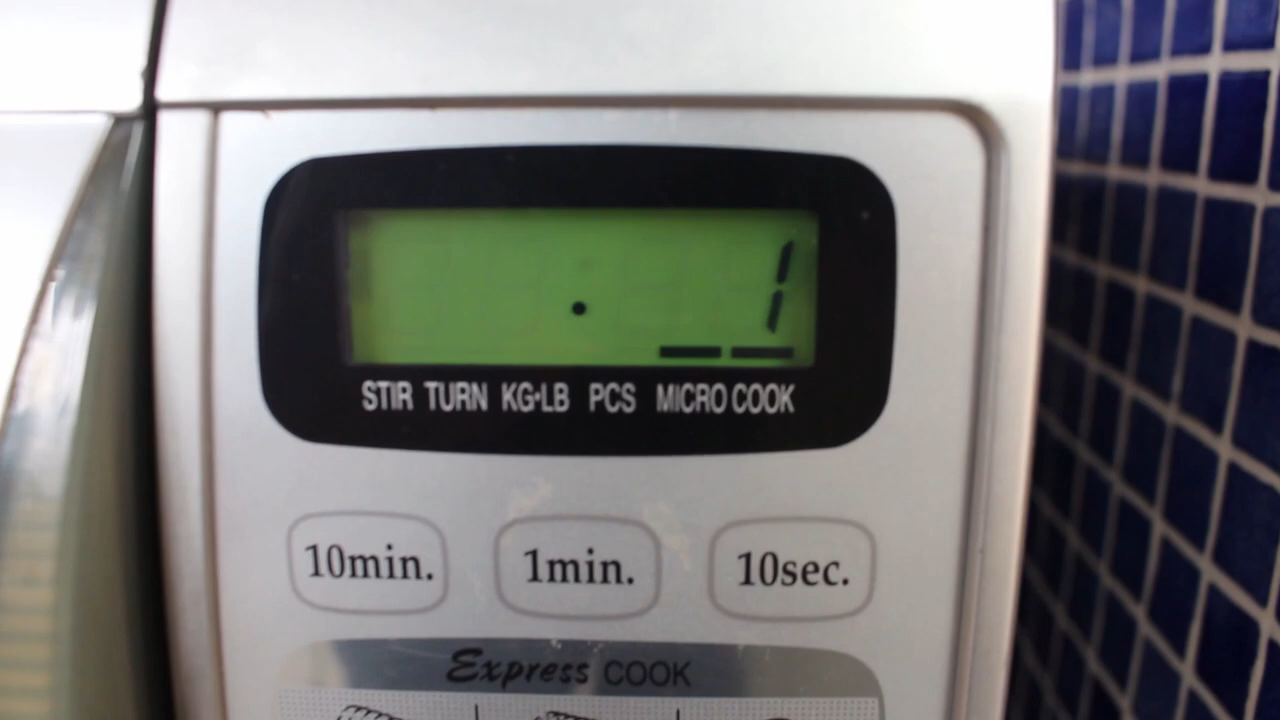 . 1
STIR TURN KG·LB PCS MICRO COOK
10min. 1min. 10sec.
Express COOK